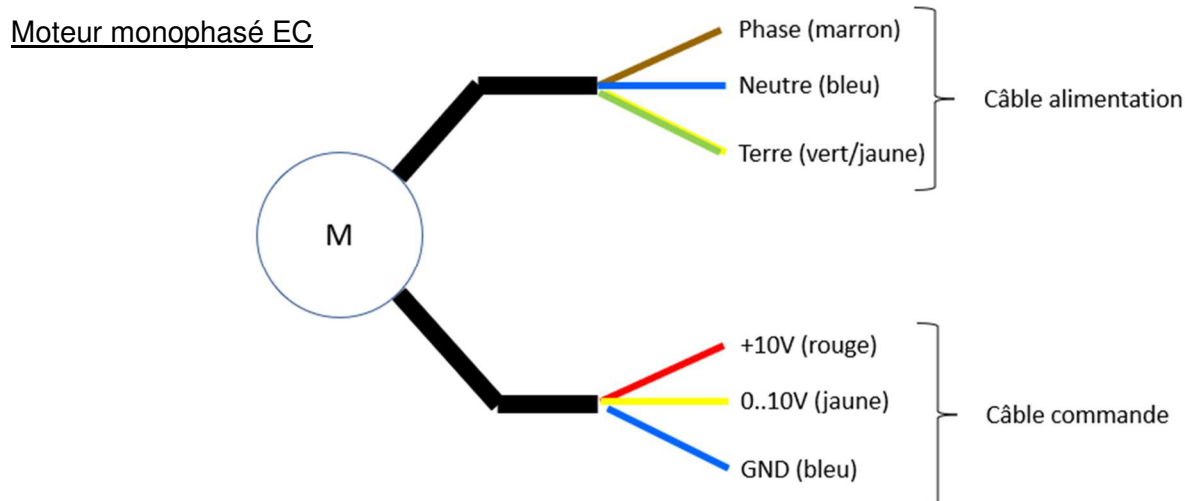 Moteur monophasé EC
Phase (marron)
Neutre (bleu)
Câble alimentation
Terre (vert/jaune)
M
+10V (rouge)
0..10V (jaune)
Câble commande
GND (bleu)